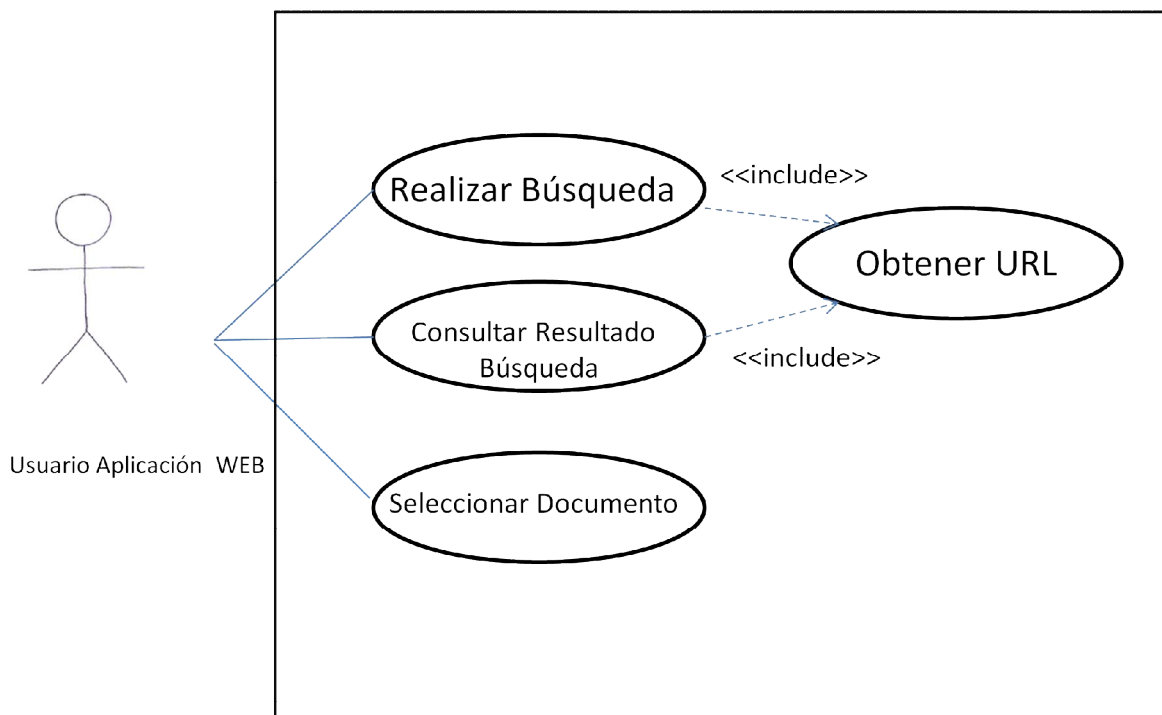 Realizar Búsqueda
<<include>>
Obtener URL
Consultar Resultado
Búsqueda
<<include>>
Usuario Aplicación WEB
Seleccionar Documento